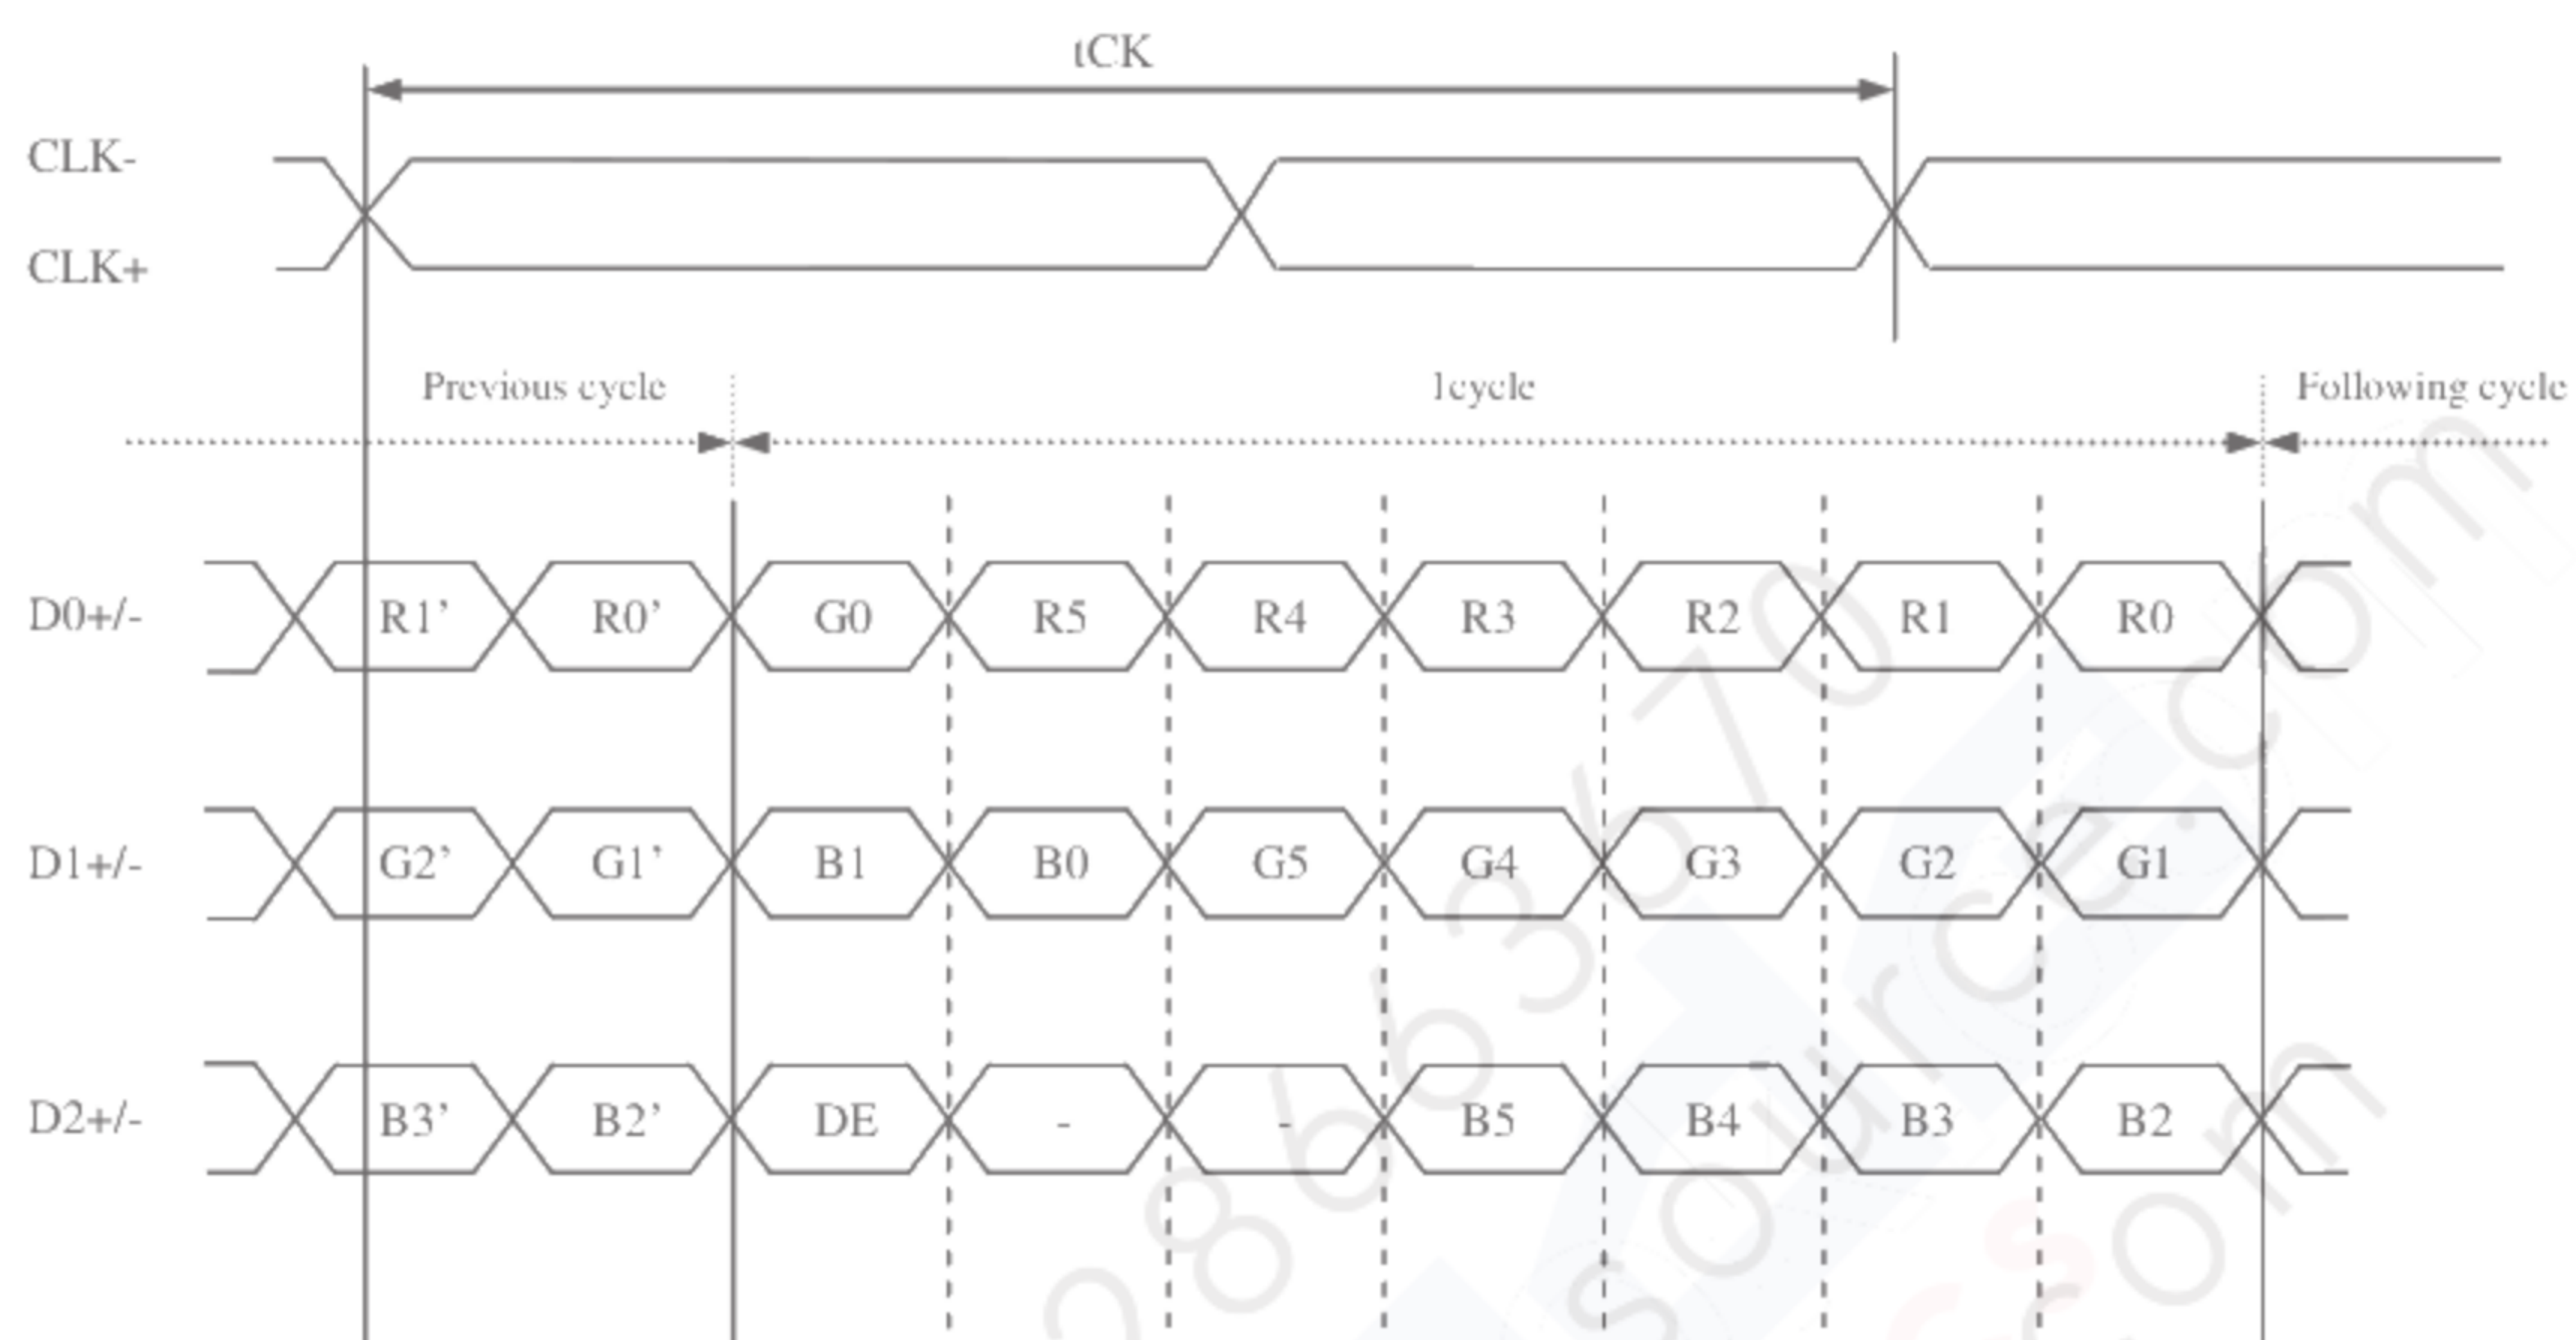 tCK
CLK-
CLK+
Previous cycle 1cycle Following cycle
D0+/- R1’ R0’ G0 R5 R4 R3 R2 R1 R0
D1+/- G2’ G1’ B1 B0 G5 G4 G3 G2 G1
D2+/- B3’ B2’ DE - - B5 B4 B3 B2